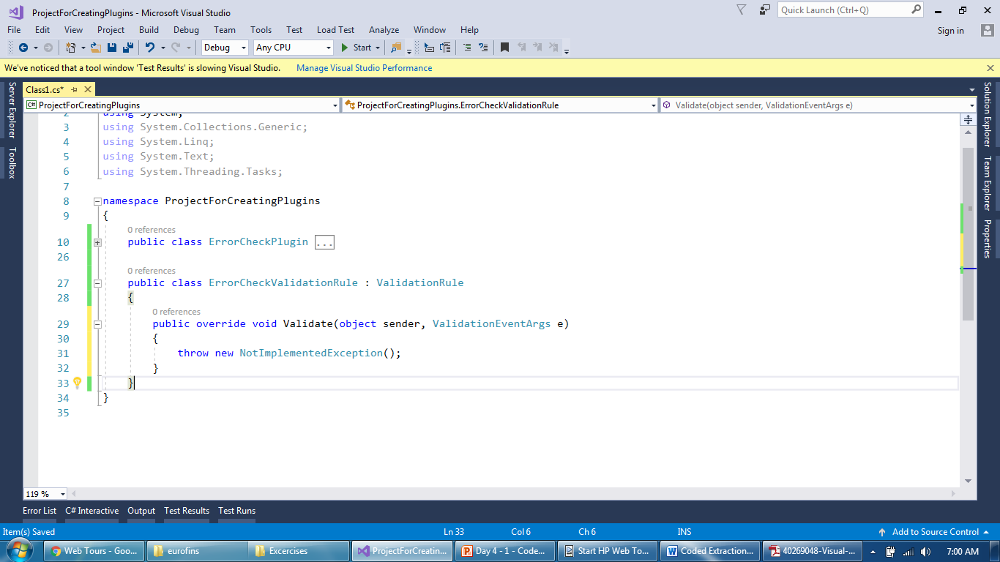 ProjectForCreatingPlugins - Microsoft Visual Studio
Quick Launch (Ctrl+Q)
File Edit View Project Build Debug Team Tools Test Load Test Analyze Window Help
Sign in
Debug Any CPU Start
We've noticed that a tool window 'Test Results' is slowing Visual Studio. Manage Visual Studio Performance
Server Explorer
Toolbox
Class1.cs*
C# ProjectForCreatingPlugins
ProjectForCreatingPlugins.ErrorCheckValidationRule
Validate(object sender, ValidationEventArgs e)
2 using System;
3 using System.Collections.Generic;
4 using System.Linq;
5 using System.Text;
6 using System.Threading.Tasks;
7
8 namespace ProjectForCreatingPlugins
9 {
0 references
10 public class ErrorCheckPlugin ...
26
0 references
27 public class ErrorCheckValidationRule : ValidationRule
28 {
0 references
29 public override void Validate(object sender, ValidationEventArgs e)
30 {
31 throw new NotImplementedException();
32 }
33 }
34 }
35
Solution Explorer
Team Explorer
Properties
119 %
Error List C# Interactive Output Test Results Test Runs
Item(s) Saved Ln 33 Col 6 Ch 6 INS Add to Source Control
Web Tours - Goo... eurofins Excercises ProjectForCreatin... Day 4 - 1 - Code... Start HP Web To... Coded Extraction... 40269048-Visual-... 7:00 AM